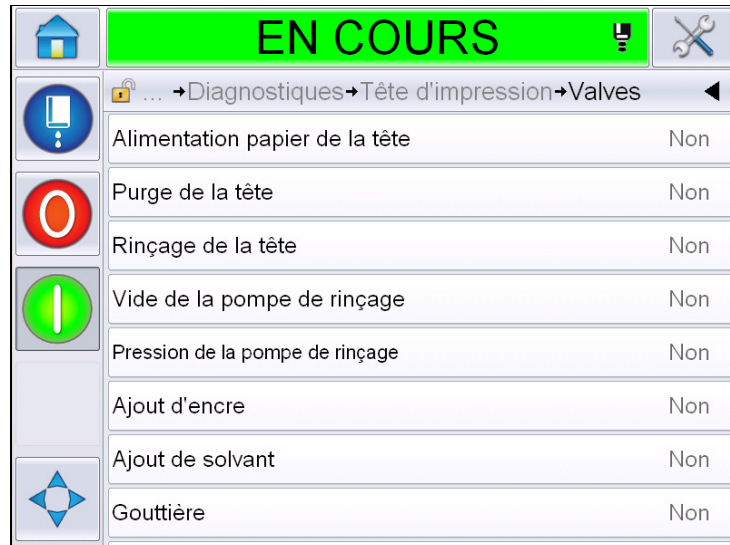 EN COURS
... →Diagnostiques→Tête d'impression→Valves
Alimentation papier de la tête Non
Purge de la tête Non
Rinçage de la tête Non
Vide de la pompe de rinçage Non
Pression de la pompe de rinçage Non
Ajout d'encre Non
Ajout de solvant Non
Gouttière Non